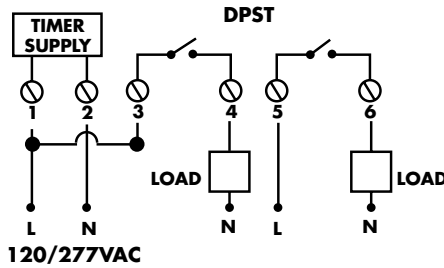 DPST
TIMER
SUPPLY
1 2 3 4 5 6
LOAD LOAD
L N N L N
120/277VAC